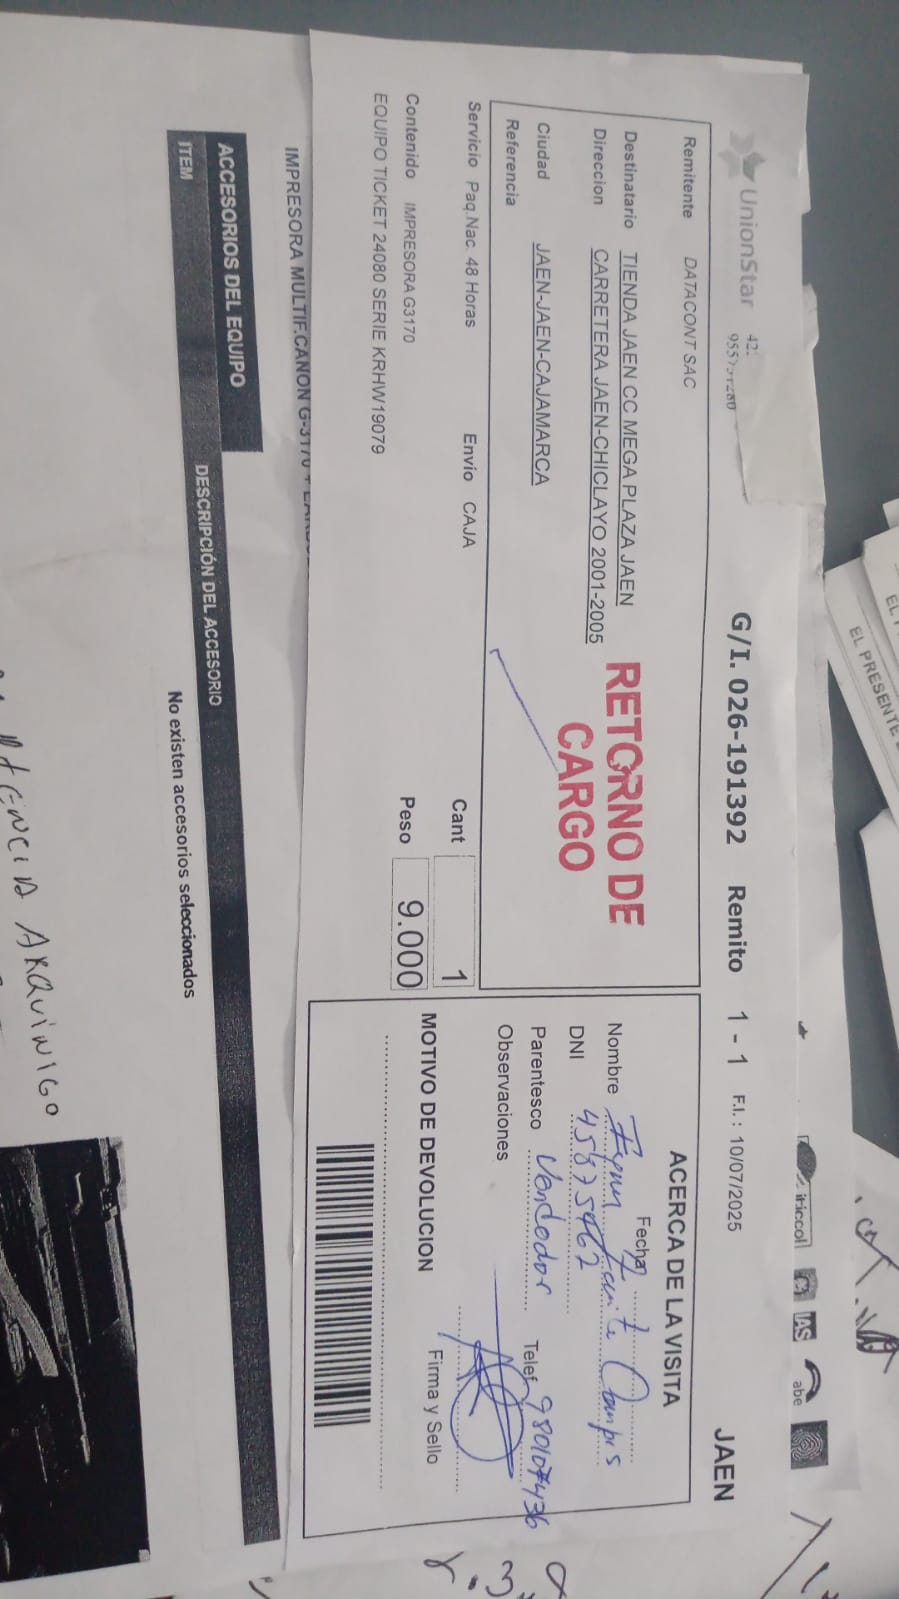 UnionStar
G/I. 026-191392 Remito 1 - 1 F.I. : 10/07/2025 JAEN
Remitente DATACONT SAC
Destinatario TIENDA JAEN CC MEGA PLAZA JAEN
Direccion CARRETERA JAEN-CHICLAYO 2001-2005
Ciudad JAEN-JAEN-CAJAMARCA
Referencia
RETORNO DE
CARGO
Servicio Paq.Nac. 48 Horas Envío CAJA Cant 1
Contenido IMPRESORA G3170 Peso 9.000
EQUIPO TICKET 24080 SERIE KRHW19079
ACERCA DE LA VISITA
Fecha
Nombre
DNI 45875962
Parentesco Vendedor Telef 980107436
Observaciones
MOTIVO DE DEVOLUCION Firma y Sello
IMPRESORA MULTIF.CANON G-3170 +
ACCESORIOS DEL EQUIPO
ITEM DESCRIPCIÓN DEL ACCESORIO
No existen accesorios seleccionados
ARQUINIGO
EL PRESENTE